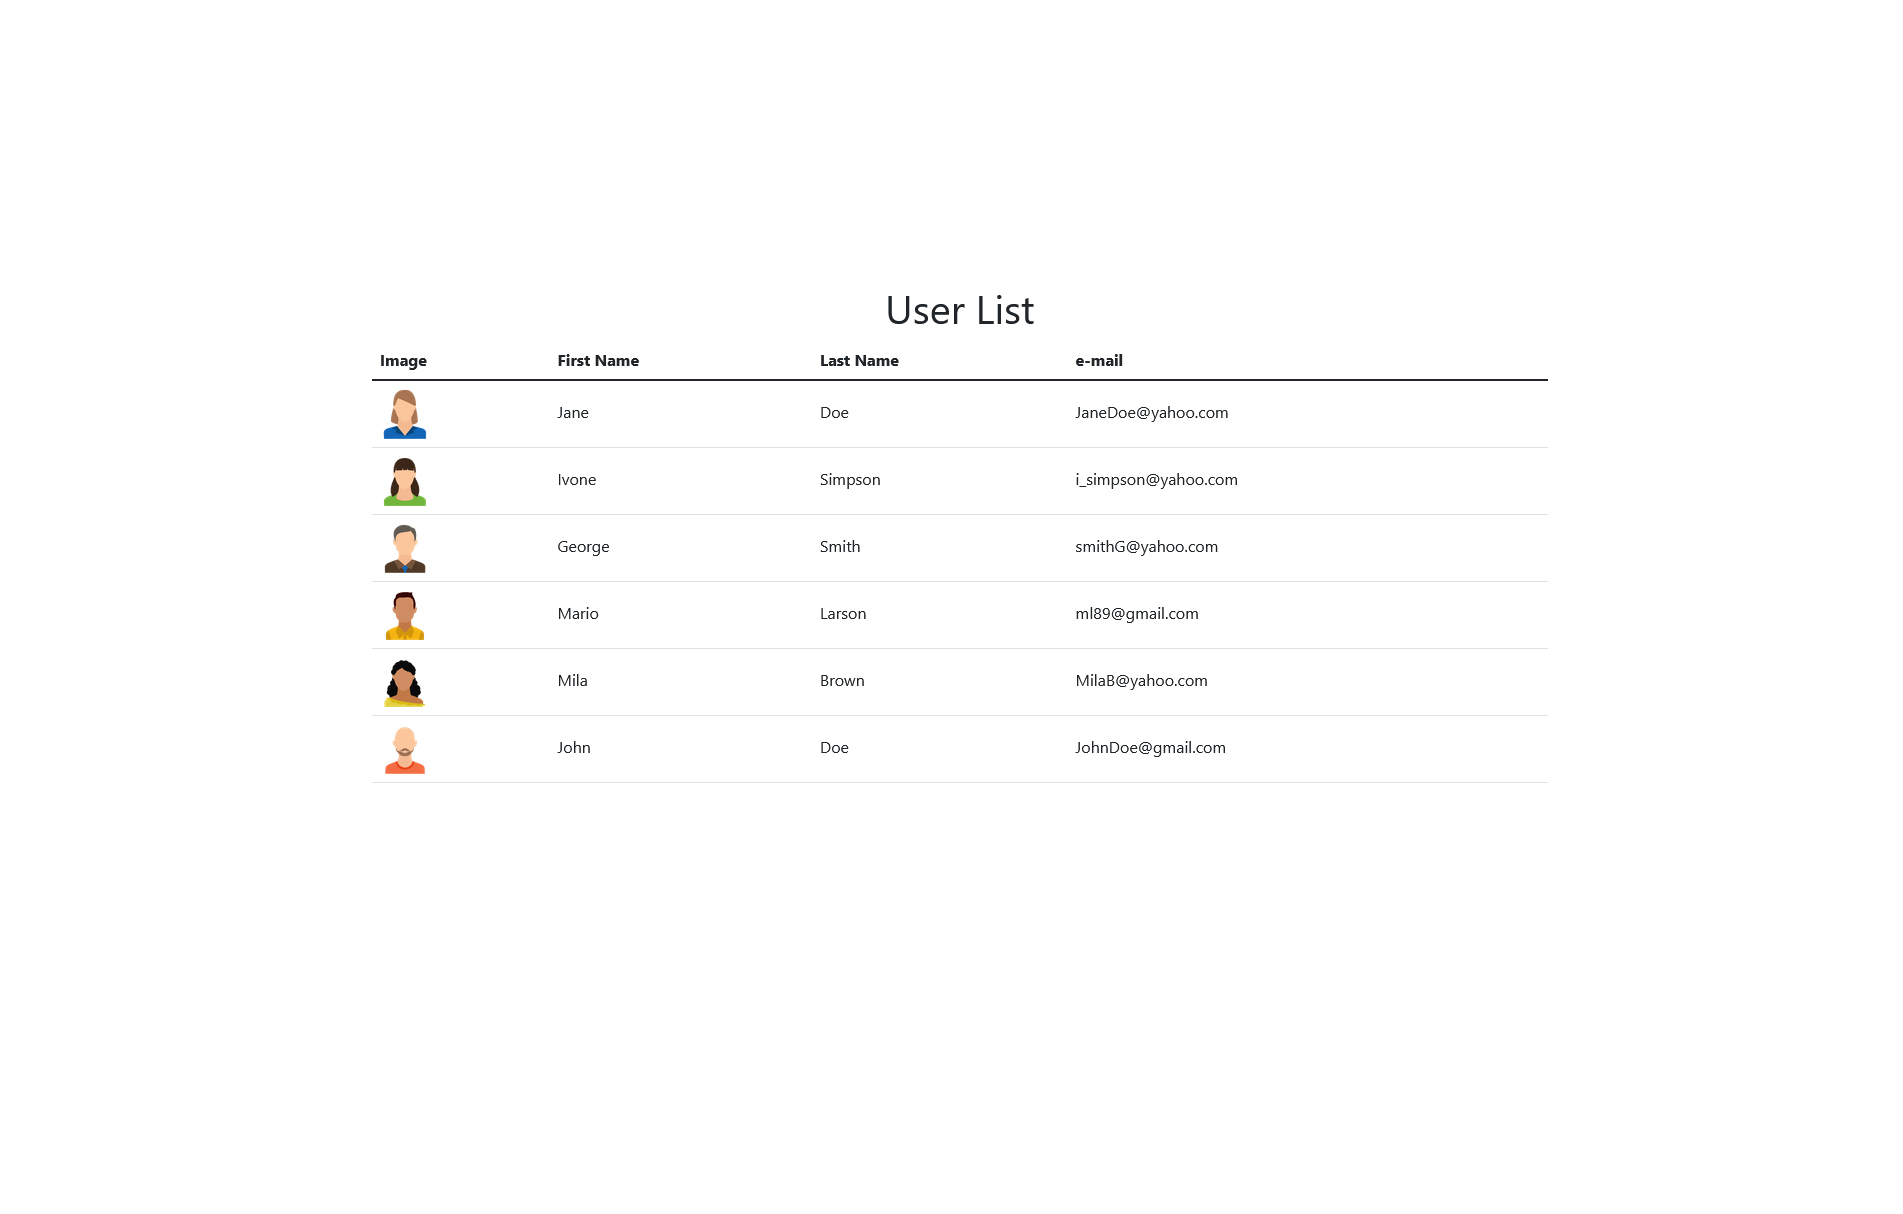 User List
Image First Name Last Name e-mail
Jane Doe JaneDoe@yahoo.com
Ivone Simpson i_simpson@yahoo.com
George Smith smithG@yahoo.com
Mario Larson ml89@gmail.com
Mila Brown MilaB@yahoo.com
John Doe JohnDoe@gmail.com